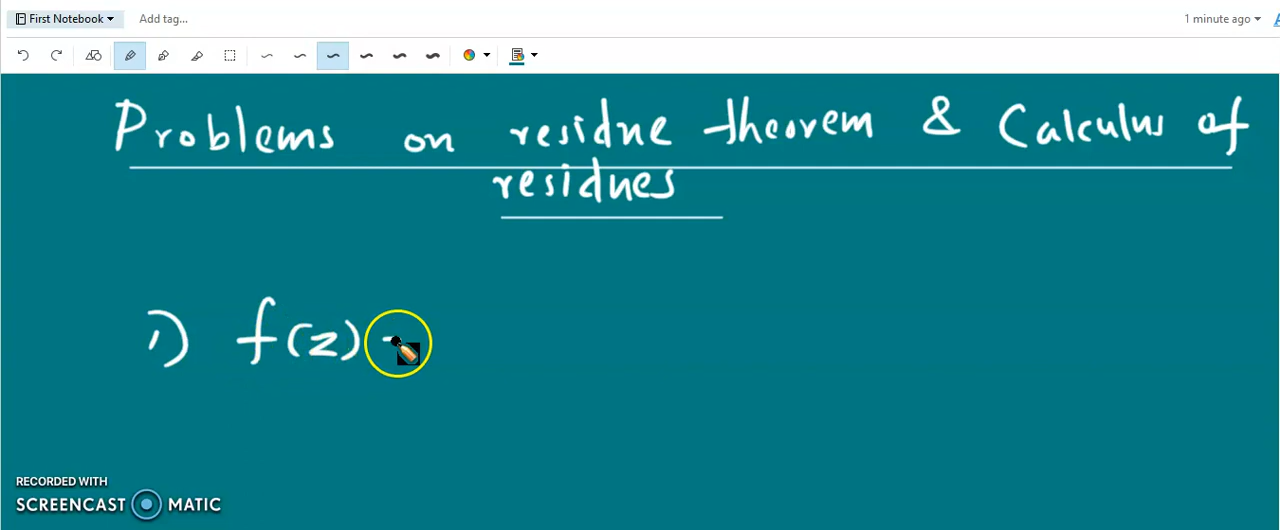 First Notebook Add tag... 1 minute ago
Problems on residue theorem & Calculus of
residues
1) f(z) -
RECORDED WITH
SCREENCAST MATIC